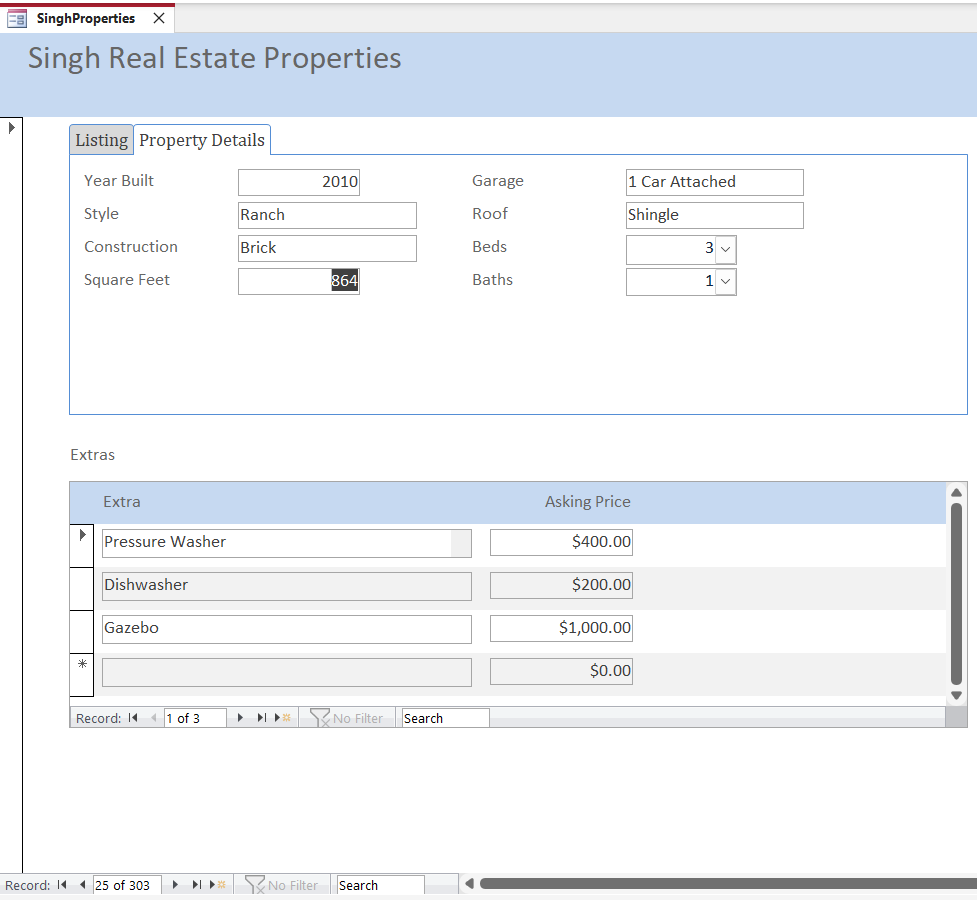 SinghProperties
Singh Real Estate Properties
Listing Property Details
Year Built 2010 Garage 1 Car Attached
Style Ranch Roof Shingle
Construction Brick Beds 3
Square Feet 864 Baths 1
Extras
Extra Asking Price
Pressure Washer $400.00
Dishwasher $200.00
Gazebo $1,000.00
* $0.00
Record: 1 of 3 No Filter Search
Record: 25 of 303 No Filter Search